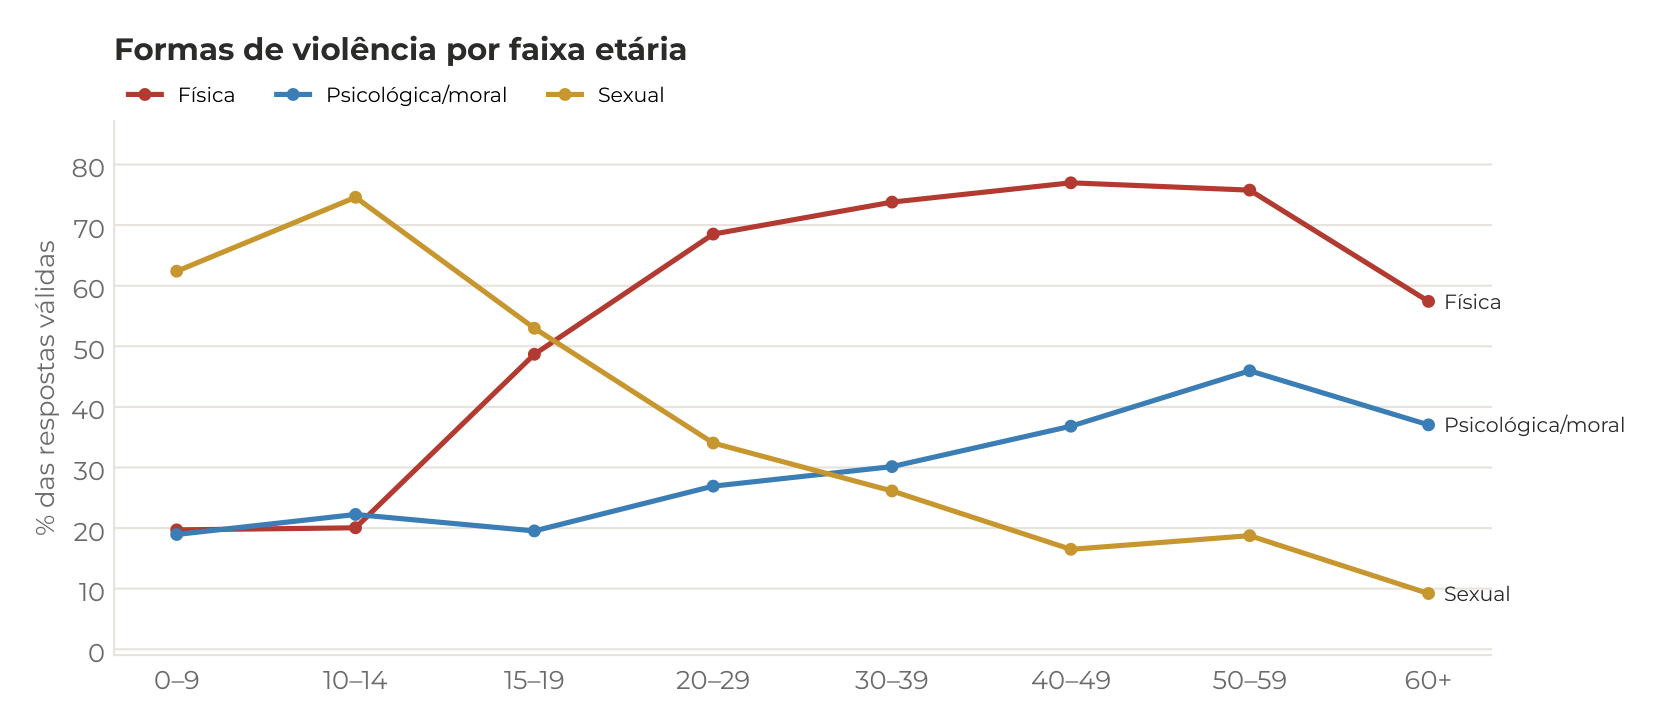 Formas de violência por faixa etária
Física
Psicológica/moral
Sexual
% das respostas válidas
80
70
60
50
40
30
20
10
0
Física
Psicológica/moral
Sexual
0–9
10–14
15–19
20–29
30–39
40–49
50–59
60+